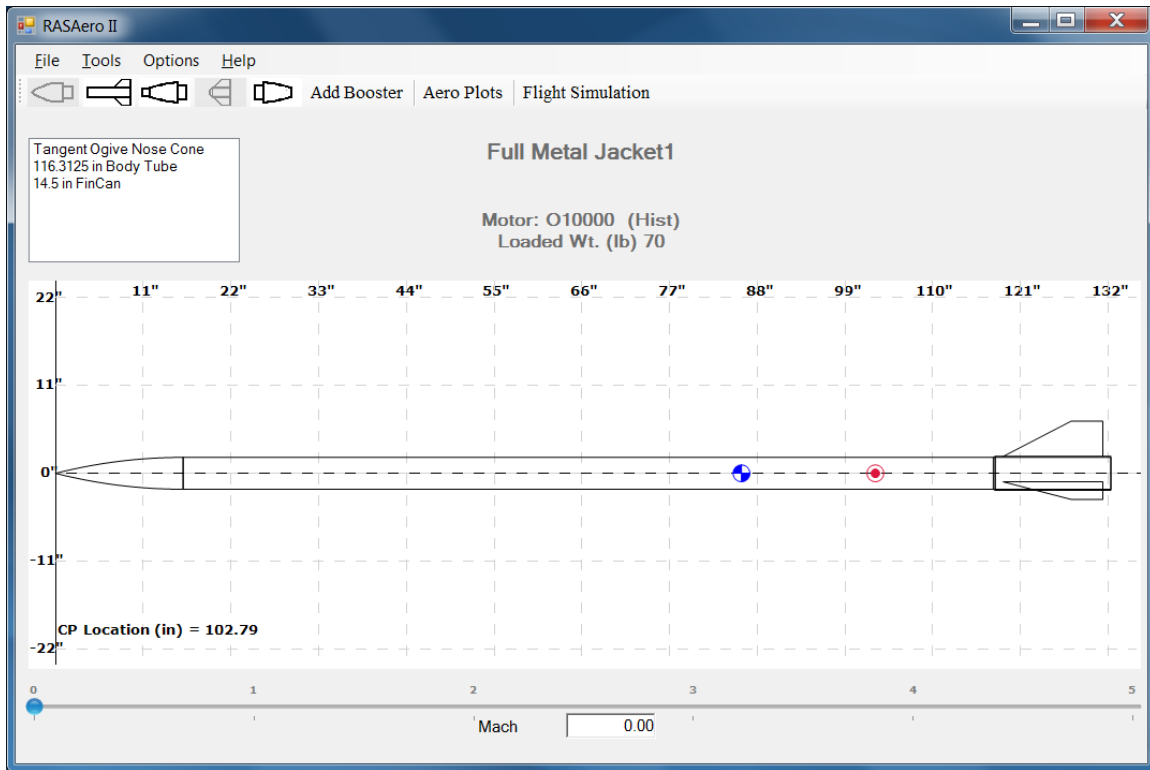 RASAero II
File Tools Options Help
Add Booster Aero Plots Flight Simulation
Tangent Ogive Nose Cone
116.3125 in Body Tube
14.5 in FinCan
Full Metal Jacket1
Motor: O10000 (Hist)
Loaded Wt. (lb) 70
22" 11" 22" 33" 44" 55" 66" 77" 88" 99" 110" 121" 132"
11"
0"
-11"
CP Location (in) = 102.79
-22"
0 1 2 3 4 5
Mach 0.00